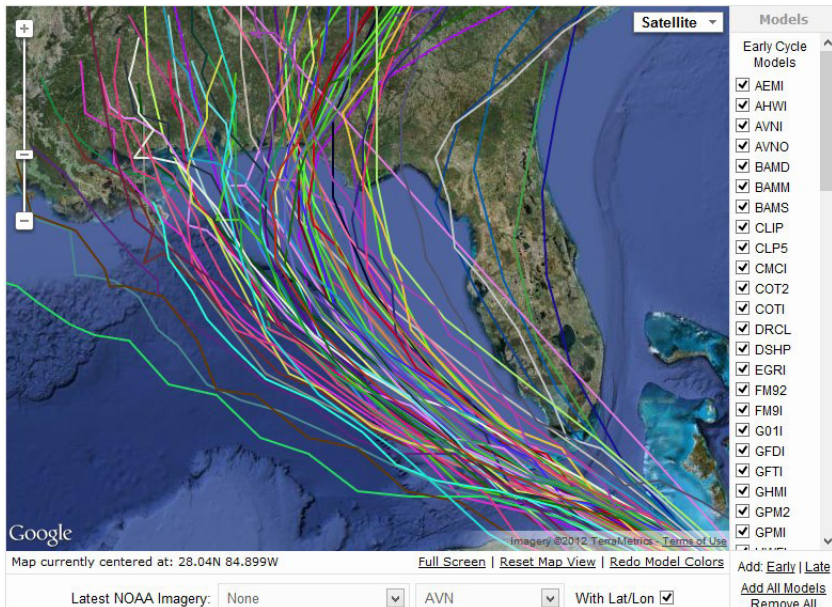 Satellite
Models
Early Cycle
Models
AEMI
AHWI
AVNI
AVNO
BAMD
BAMM
BAMS
CLIP
CLP5
CMCI
COT2
COTI
DRCL
DSHP
EGRI
FM92
FM9I
G01I
GFDI
GFTI
GHMI
GPM2
GPMI
Google
Imagery ©2012 TerraMetrics - Terms of Use
Map currently centered at: 28.04N 84.899W
Full Screen | Reset Map View | Redo Model Colors
Add: Early | Late
Add All Models
Remove All
Latest NOAA Imagery: None AVN With Lat/Lon